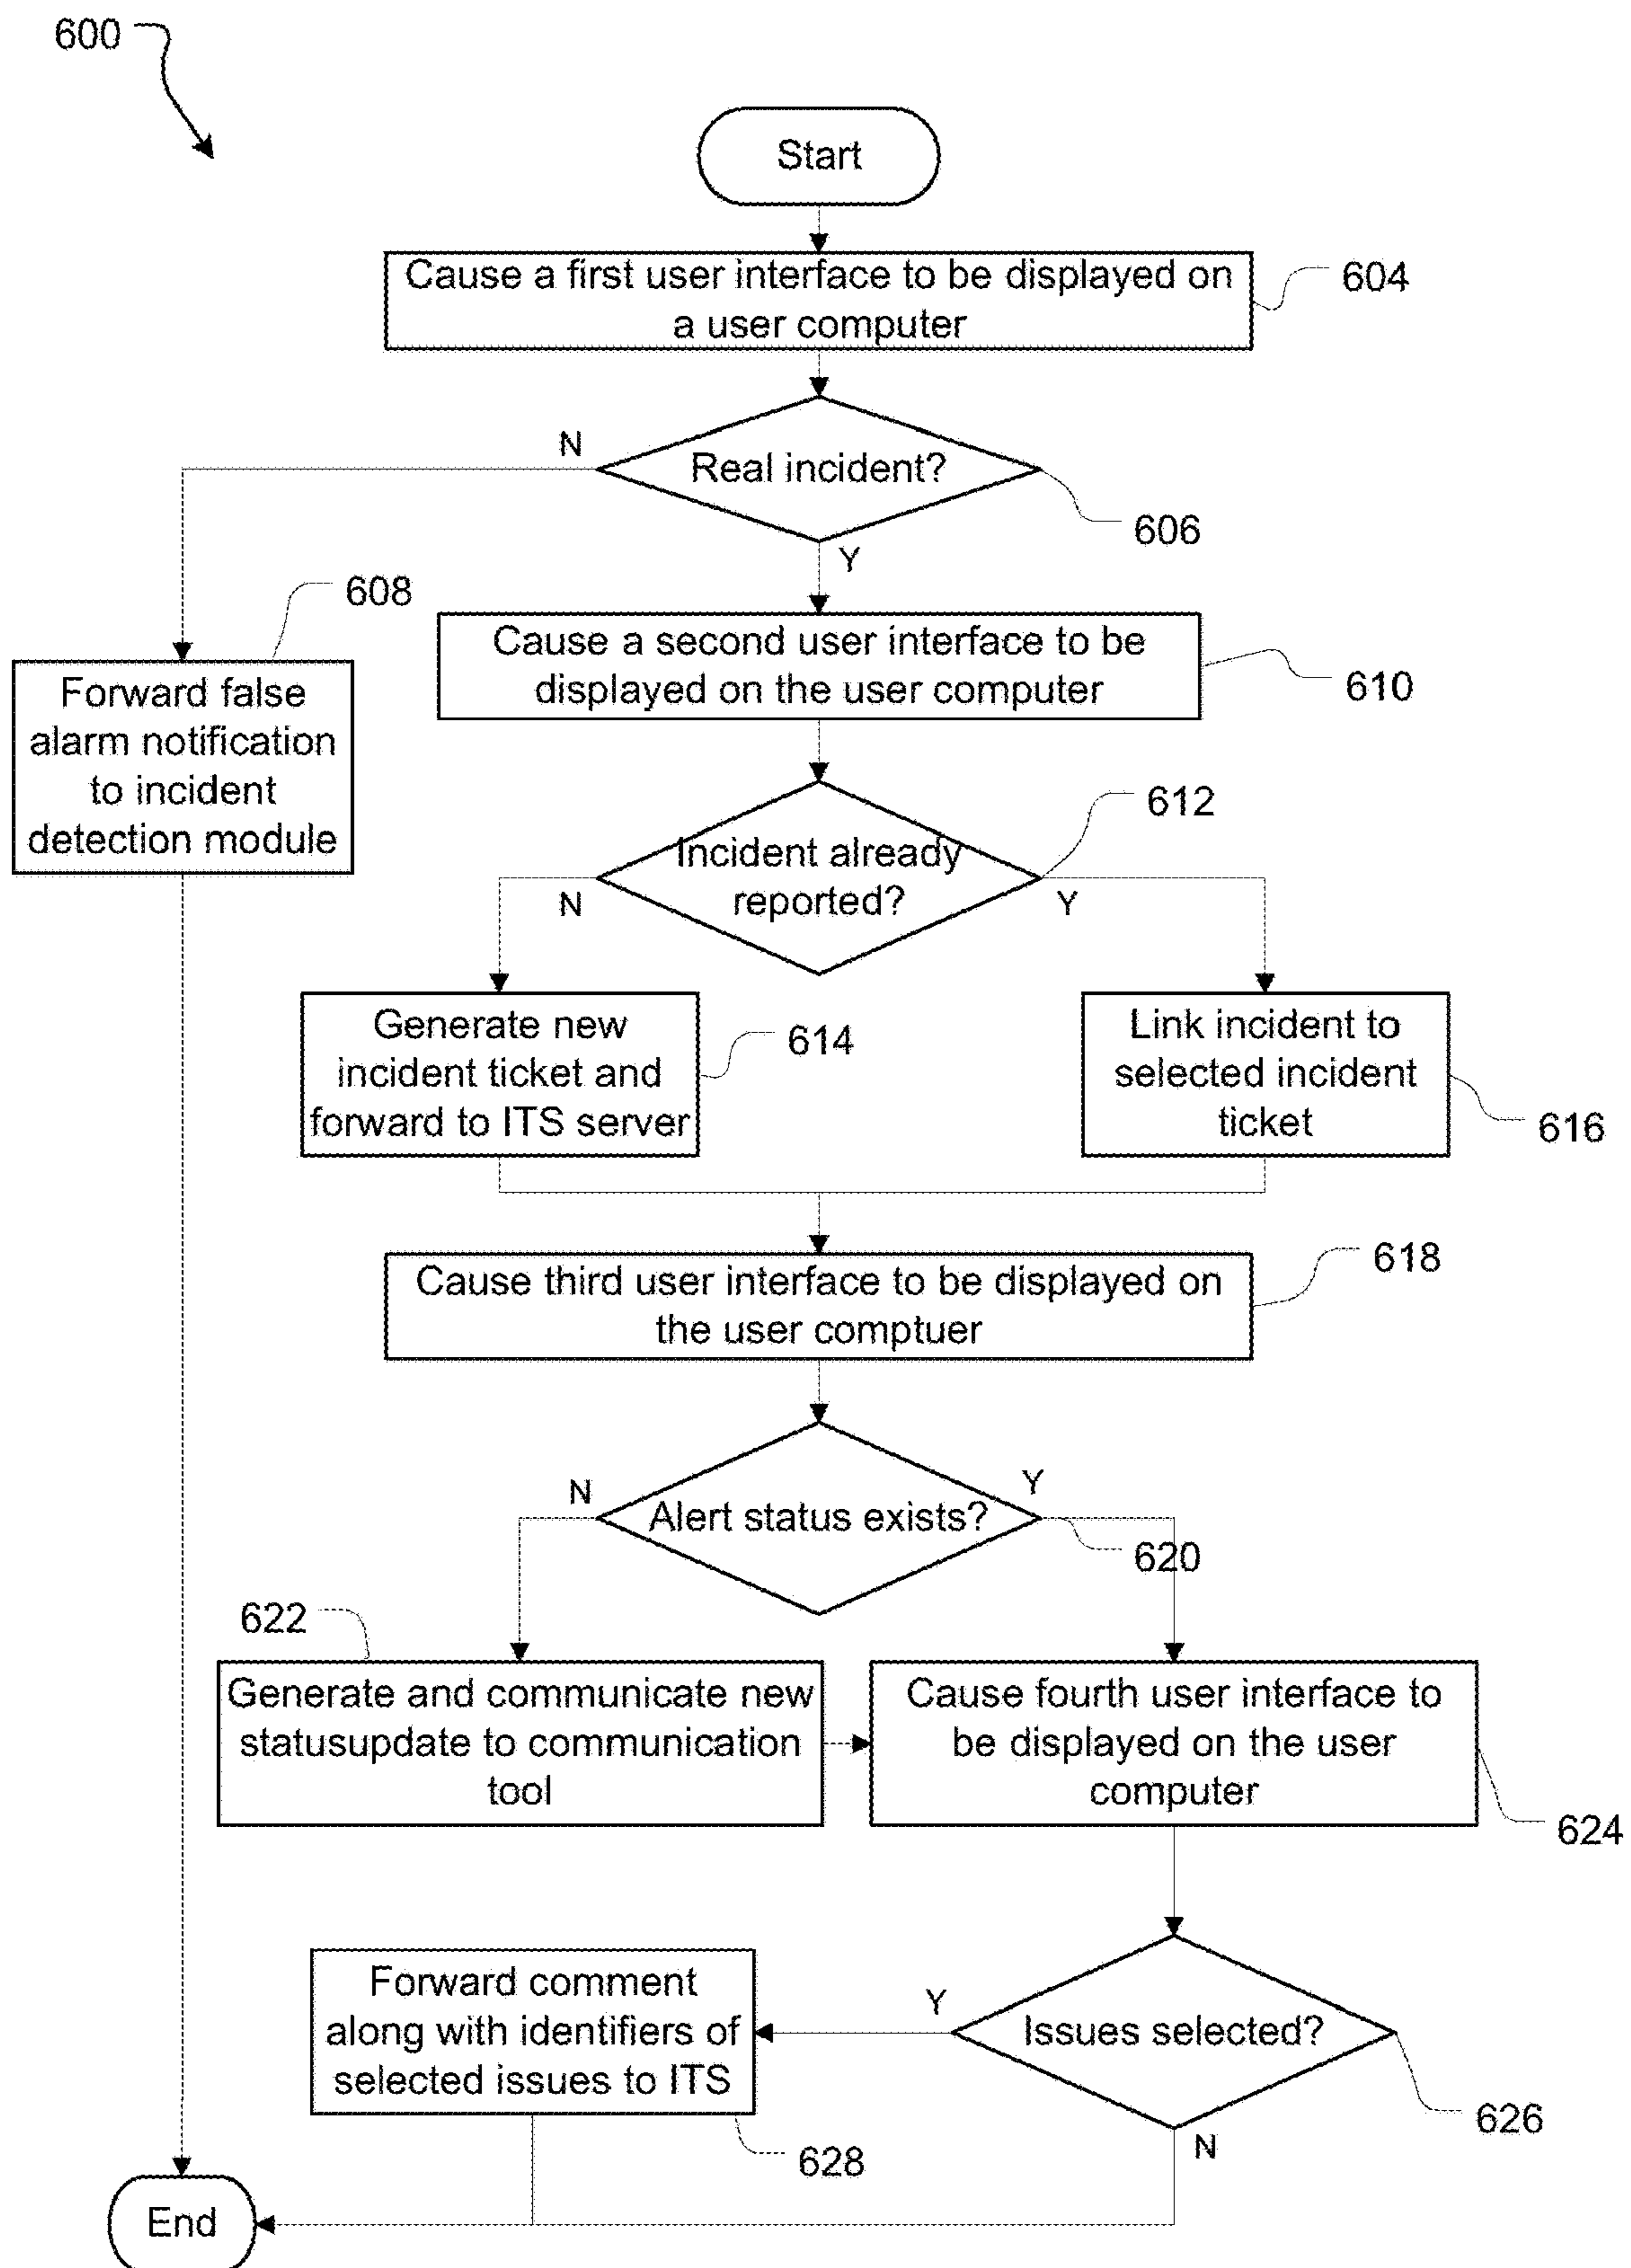 600
Start
Cause a first user interface to be displayed on
a user computer
604
N
Real incident?
606
Y
608
Forward false
alarm notification
to incident
detection module
Cause a second user interface to be
displayed on the user computer
610
612
Incident already
reported?
N
Y
Generate new
incident ticket and
forward to ITS server
614
Link incident to
selected incident
ticket
616
618
Cause third user interface to be displayed on
the user comptuer
N
Y
Alert status exists?
620
622
Generate and communicate new
statusupdate to communication
tool
Cause fourth user interface to
be displayed on the user
computer
624
Forward comment
along with identifiers of
selected issues to ITS
Y
Issues selected?
626
N
628
End